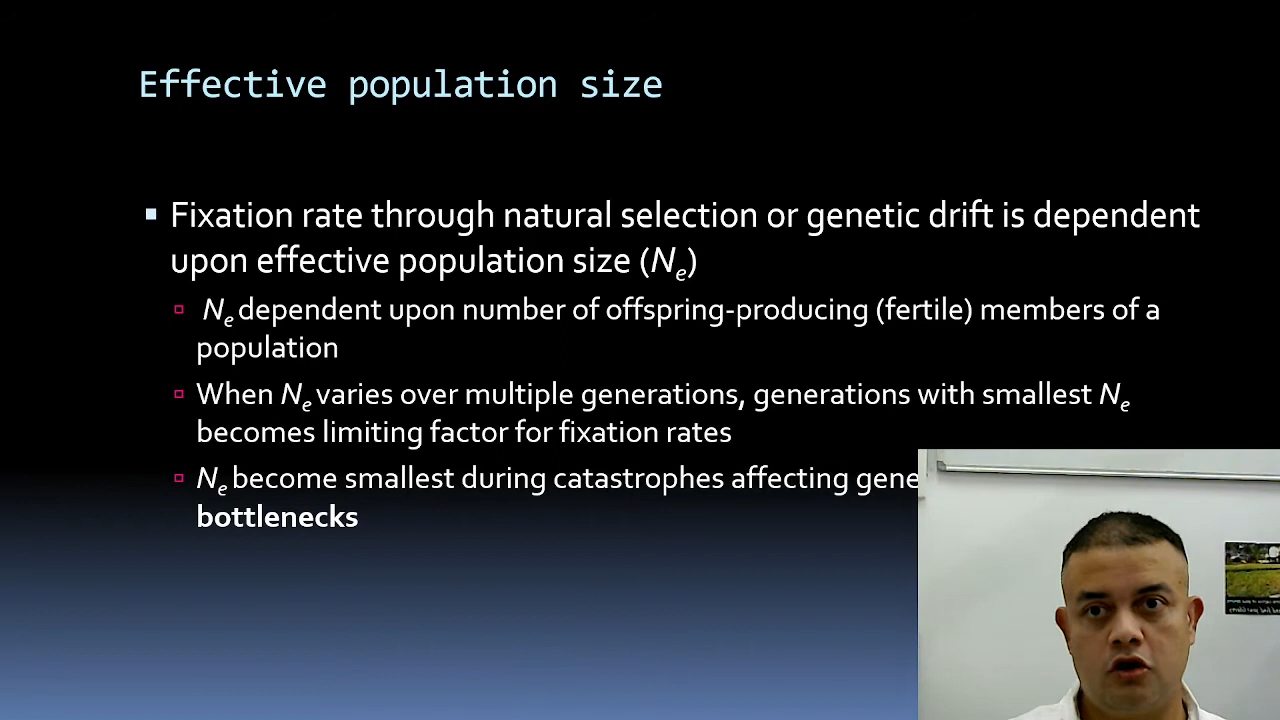 Effective population size
Fixation rate through natural selection or genetic drift is dependent
upon effective population size (Ne)
Ne dependent upon number of offspring-producing (fertile) members of a
population
When Ne varies over multiple generations, generations with smallest Ne
becomes limiting factor for fixation rates
Ne become smallest during catastrophes affecting gene
bottlenecks